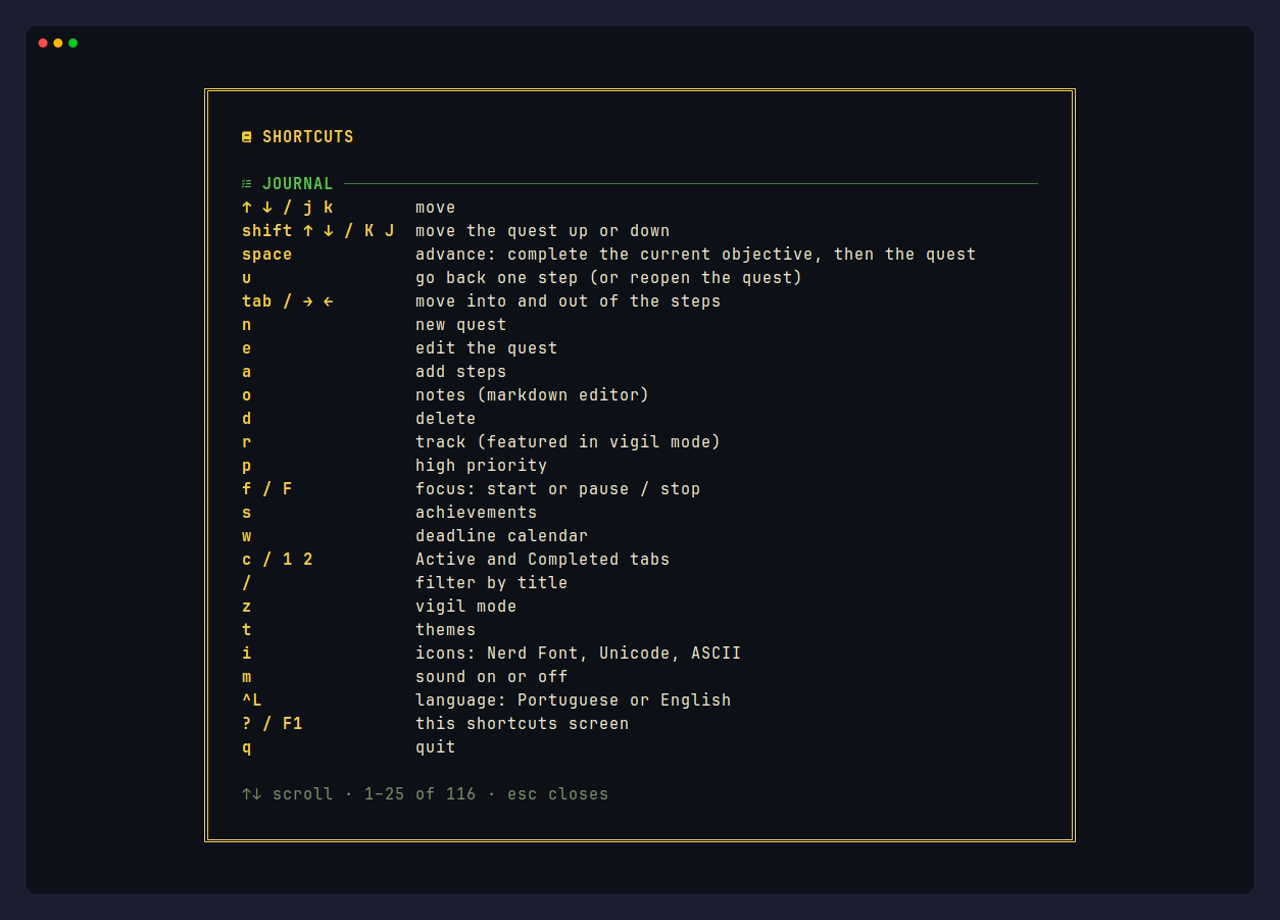 SHORTCUTS
JOURNAL
↑ ↓ / j k move
shift ↑ ↓ / K J move the quest up or down
space advance: complete the current objective, then the quest
u go back one step (or reopen the quest)
tab / → ← move into and out of the steps
n new quest
e edit the quest
a add steps
o notes (markdown editor)
d delete
r track (featured in vigil mode)
p high priority
f / F focus: start or pause / stop
s achievements
w deadline calendar
c / 1 2 Active and Completed tabs
/ filter by title
z vigil mode
t themes
i icons: Nerd Font, Unicode, ASCII
m sound on or off
^L language: Portuguese or English
? / F1 this shortcuts screen
q quit
↑↓ scroll · 1–25 of 116 · esc closes